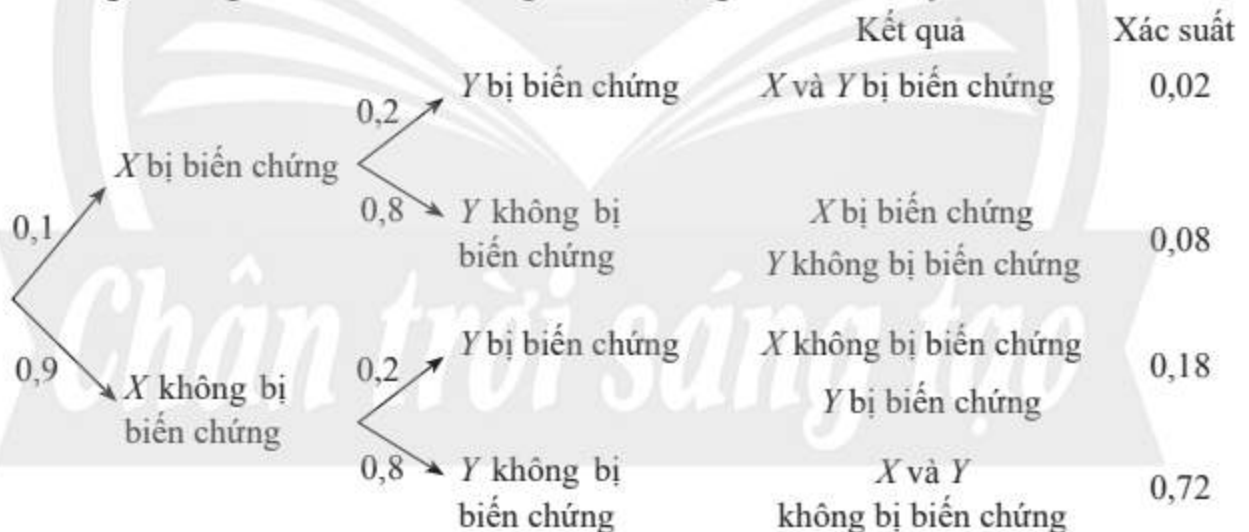 Kết quả Xác suất
Y bị biến chứng X và Y bị biến chứng 0,02
0,2
X bị biến chứng
0,8 Y không bị X bị biến chứng
0,1 0,08
biến chứng Y không bị biến chứng
Chân trời sáng tạo
Y bị biến chứng X không bị biến chứng
0,9 0,2 0,18
X không bị Y bị biến chứng
biến chứng
0,8 Y không bị X và Y
0,72
biến chứng không bị biến chứng